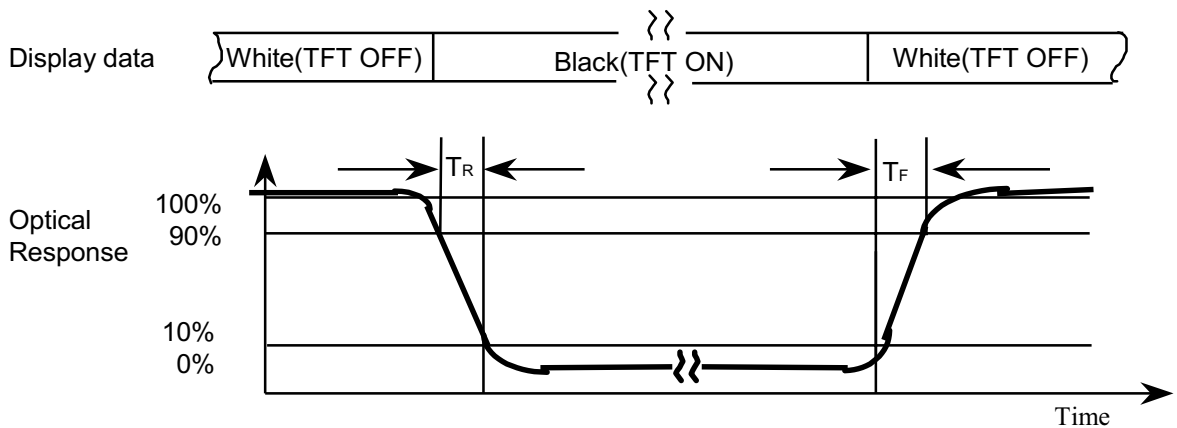 Display data
White(TFT OFF) Black(TFT ON) White(TFT OFF)
TR TF
Optical
Response
100%
90%
10%
0%
Time